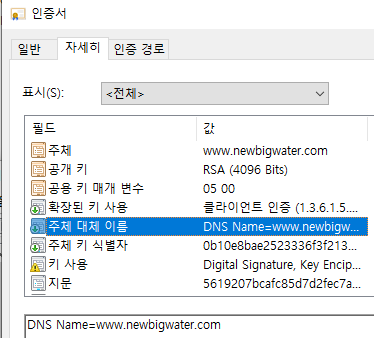 인증서
일반 자세히 인증 경로
표시(S): <전체>
필드 값
주체 www.newbigwater.com
공개 키 RSA (4096 Bits)
공용 키 매개 변수 05 00
확장된 키 사용 클라이언트 인증 (1.3.6.1.5....
주체 대체 이름 DNS Name=www.newbigw...
주체 키 식별자 0b10e8bae2523336f3f213...
키 사용 Digital Signature, Key Encip...
지문 5619207bcafc85d7d2fec7a...
DNS Name=www.newbigwater.com